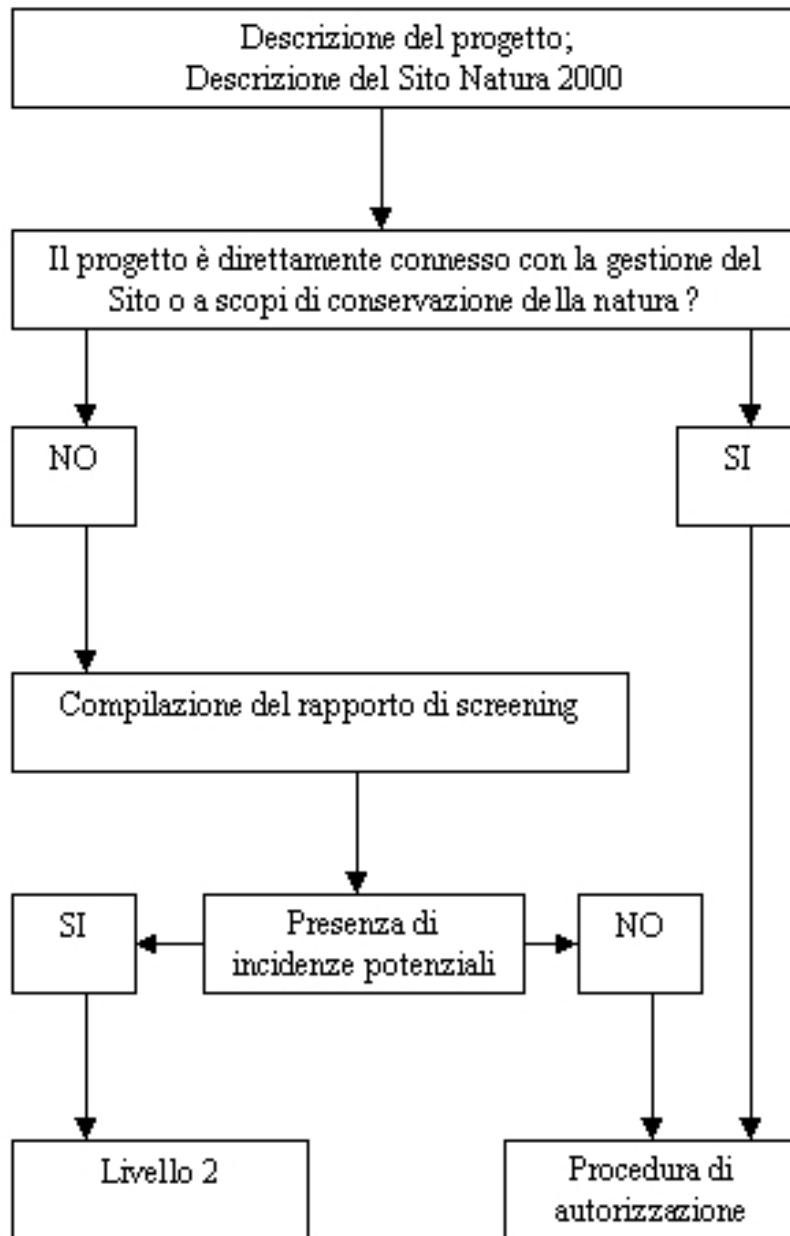 Descrizione del progetto;
Descrizione del Sito Natura 2000
Il progetto è direttamente connesso con la gestione del
Sito o a scopi di conservazione della natura ?
NO
SI
Compilazione del rapporto di screening
SI
Presenza di
incidenze potenziali
NO
Livello 2
Procedura di
autorizzazione